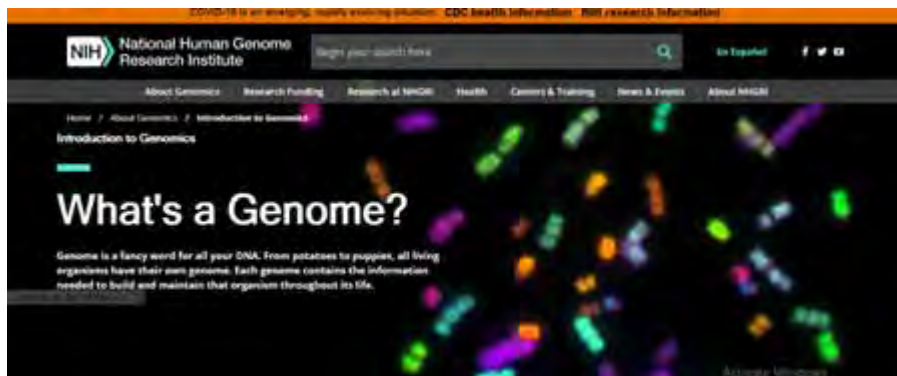 COVID-19 is an emerging, rapidly evolving situation. CDC health information NIH research information
NIH National Human Genome
Research Institute
Begin your search here
En Español
About Genomics Research Funding Research at NHGRI Health Careers & Training News & Events About NHGRI
Home / About Genomics / Introduction to Genomics
Introduction to Genomics
What's a Genome?
Genome is a fancy word for all your DNA. From potatoes to puppies, all living
organisms have their own genome. Each genome contains the information
needed to build and maintain that organism throughout its life.
Activate Windows